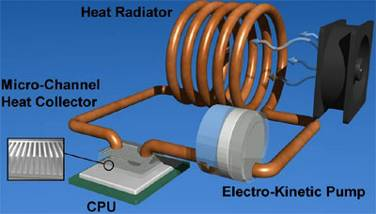 Heat Radiator
Micro-Channel
Heat Collector
Electro-Kinetic Pump
CPU